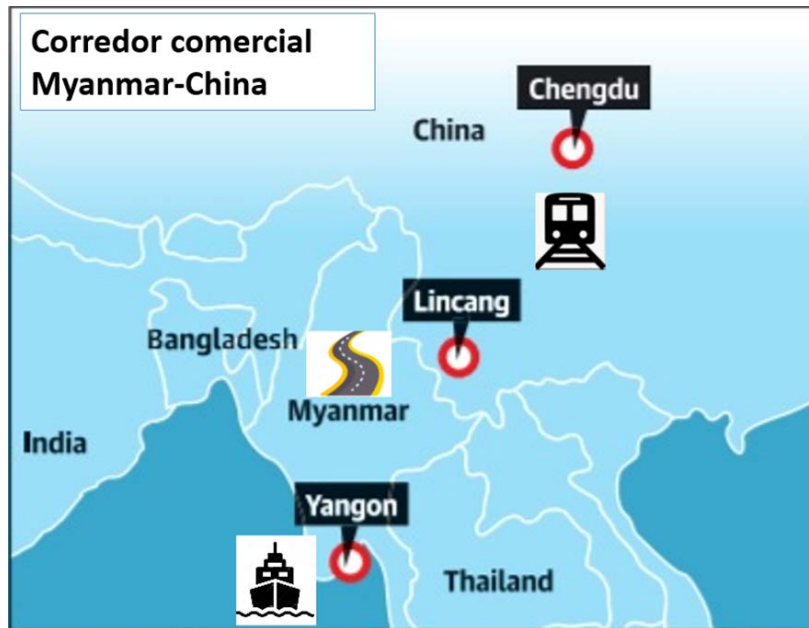 Corredor comercial
Myanmar-China
Chengdu
China
Lincang
Bangladesh
Myanmar
India
Yangon
Thailand